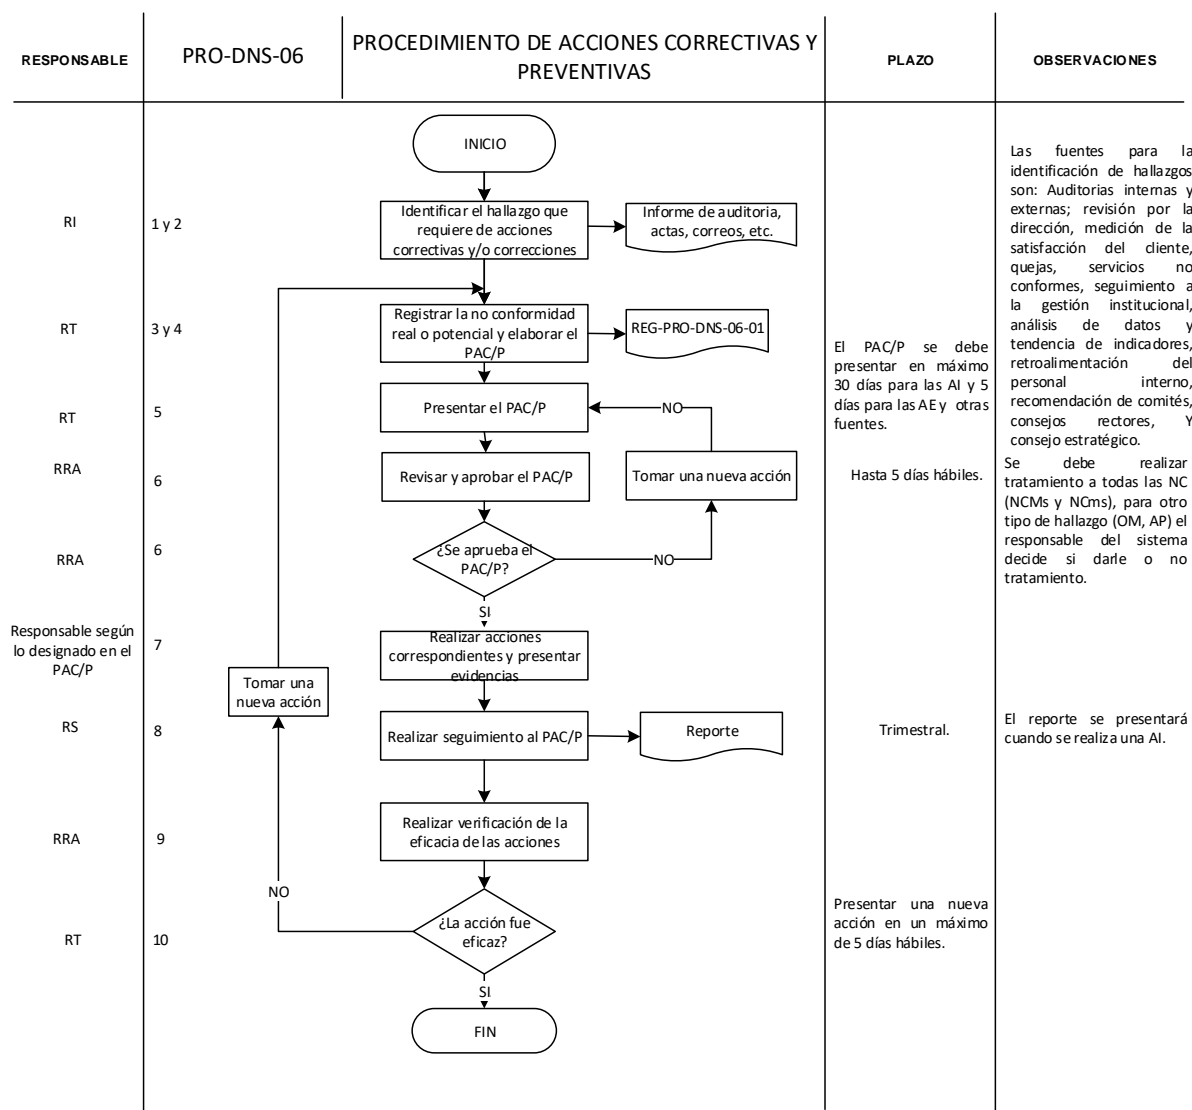 RESPONSABLE
PRO-DNS-06
PROCEDIMIENTO DE ACCIONES CORRECTIVAS Y
PREVENTIVAS
PLAZO
OBSERVACIONES
INICIO
RI
1 y 2
Identificar el hallazgo que
requiere de acciones
correctivas y/o correcciones
Informe de auditoria,
actas, correos, etc.
Las fuentes para la
identificación de hallazgos
son: Auditorias internas y
externas; revisión por la
dirección, medición de la
satisfacción del cliente,
quejas, servicios no
conformes, seguimiento a
la gestión institucional,
análisis de datos y
tendencia de indicadores,
retroalimentación del
personal interno,
recomendación de comités,
consejos rectores, Y
consejo estratégico.
RT
3 y 4
Registrar la no conformidad
real o potencial y elaborar el
PAC/P
REG-PRO-DNS-06-01
El PAC/P se debe
presentar en máximo
30 días para las AI y 5
días para las AE y otras
fuentes.
RT
5
Presentar el PAC/P
NO
RRA
6
Revisar y aprobar el PAC/P
Tomar una nueva acción
Hasta 5 días hábiles.
Se debe realizar
tratamiento a todas las NC
(NCMs y NCms), para otro
tipo de hallazgo (OM, AP) el
responsable del sistema
decide si darle o no
tratamiento.
RRA
6
¿Se aprueba el
PAC/P?
NO
SI
Responsable según
lo designado en el
PAC/P
7
Realizar acciones
correspondientes y presentar
evidencias
Tomar una
nueva acción
RS
8
Realizar seguimiento al PAC/P
Reporte
Trimestral.
El reporte se presentará
cuando se realiza una AI.
RRA
9
Realizar verificación de la
eficacia de las acciones
NO
RT
10
¿La acción fue
eficaz?
Presentar una nueva
acción en un máximo
de 5 días hábiles.
SI
FIN